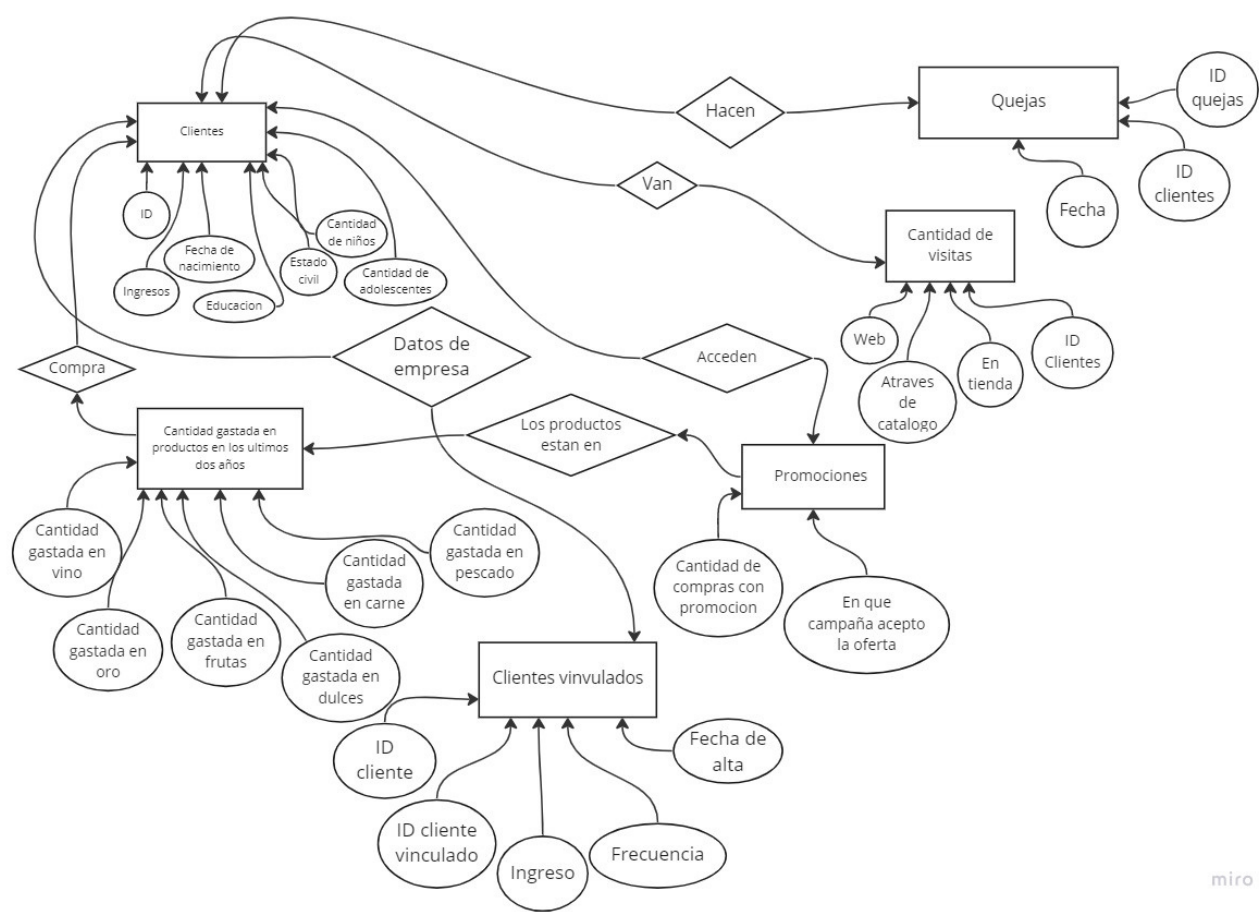 Hacen
Quejas
ID
quejas
Clientes
Van
ID
clientes
Fecha
ID
Cantidad
de niños
Fecha de
nacimiento
Estado
civil
Cantidad de
adolescentes
Ingresos
Educacion
Cantidad de
visitas
Web
Atraves
de
catalogo
En
tienda
ID
Clientes
Datos de
empresa
Acceden
Compra
Cantidad gastada en
productos en los ultimos
dos años
Los productos
estan en
Promociones
Cantidad
gastada en
vino
Cantidad
gastada en
oro
Cantidad
gastada en
frutas
Cantidad
gastada en
dulces
Cantidad
gastada
en carne
Cantidad
gastada en
pescado
Cantidad de
compras con
promocion
En que
campaña acepto
la oferta
Clientes vinvulados
ID
cliente
ID cliente
vinculado
Ingreso
Frecuencia
Fecha de
alta
miro